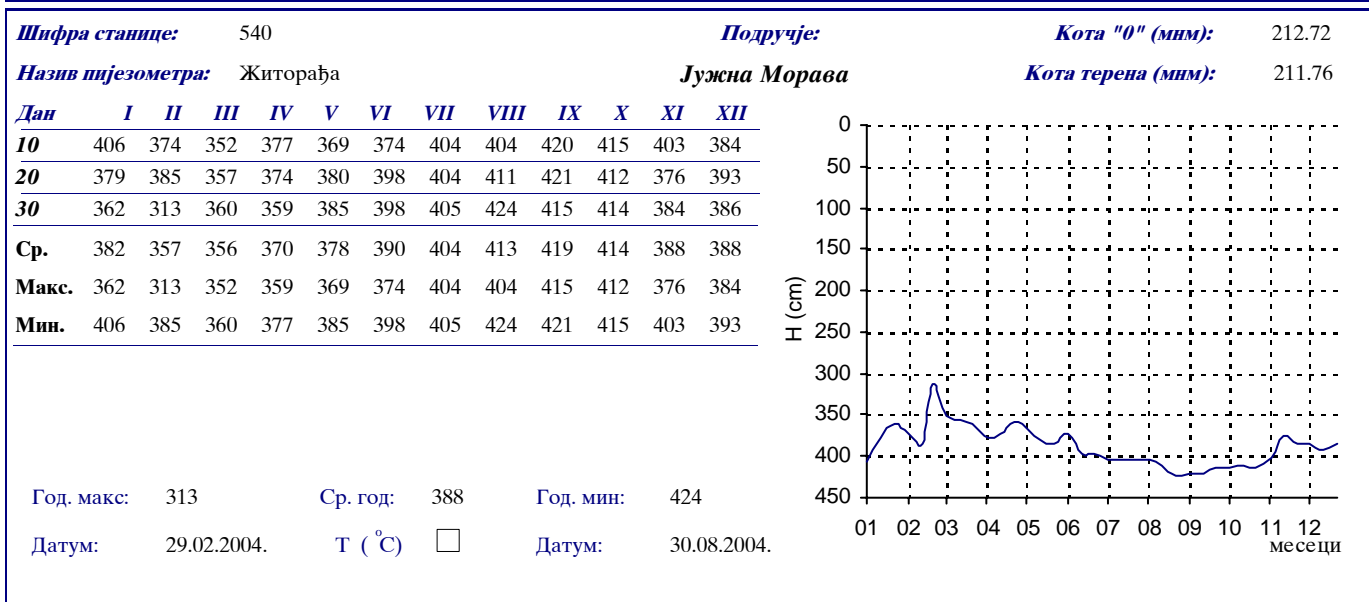 Шифра станице: 540 Подручје: Кота "0" (мнм): 212.72
Назив пијезометра: Житорађа Јужна Морава Кота терена (мнм): 211.76
Дан I II III IV V VI VII VIII IX X XI XII
10 406 374 352 377 369 374 404 404 420 415 403 384
20 379 385 357 374 380 398 404 411 421 412 376 393
30 362 313 360 359 385 398 405 424 415 414 384 386
Ср. 382 357 356 370 378 390 404 413 419 414 388 388
Макс. 362 313 352 359 369 374 404 404 415 412 376 384
Мин. 406 385 360 377 385 398 405 424 421 415 403 393
Год. макс: 313 Ср. год: 388 Год. мин: 424
Датум: 29.02.2004. Т ( °С) Датум: 30.08.2004.
H (cm)
0
50
100
150
200
250
300
350
400
450
01 02 03 04 05 06 07 08 09 10 11 12
месеци